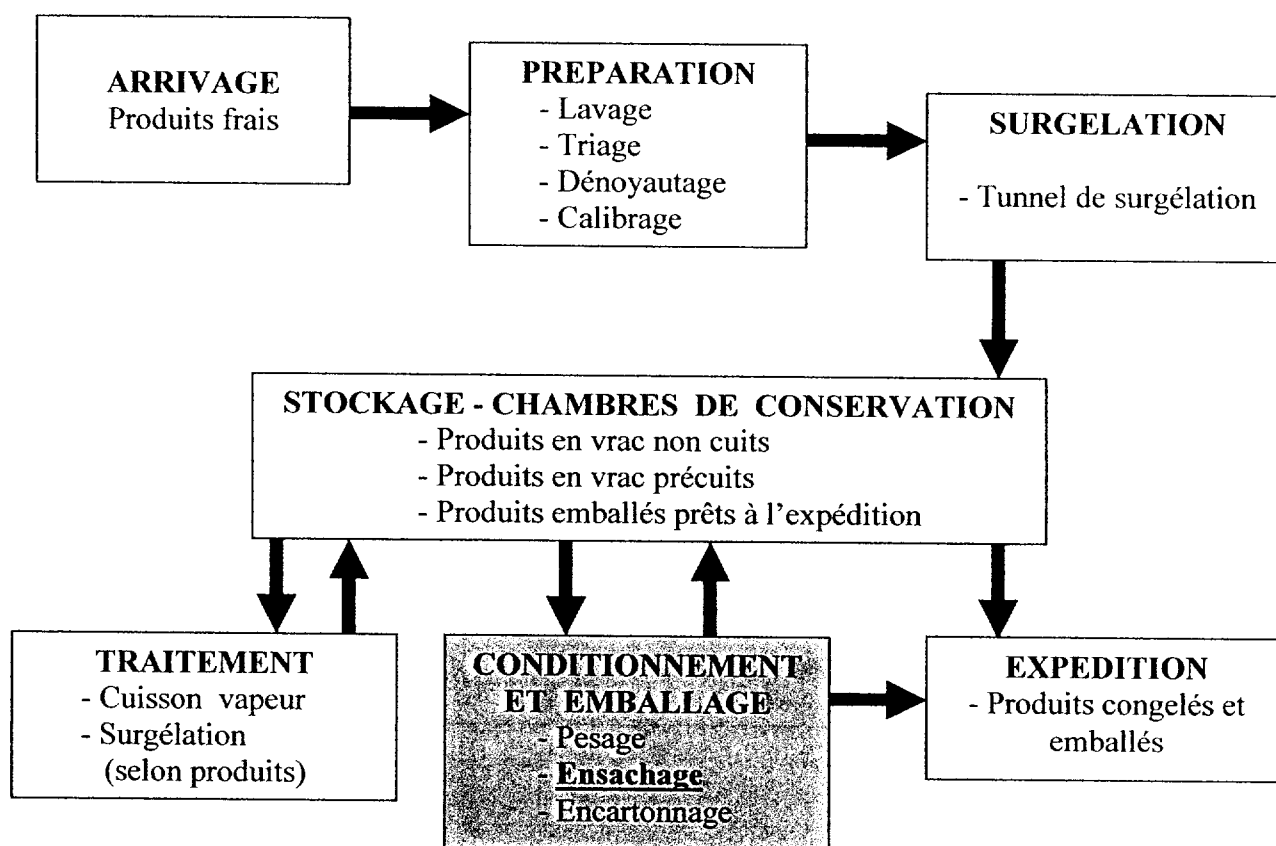 ARRIVAGE
Produits frais
PREPARATION
- Lavage
- Triage
- Dénoyautage
- Calibrage
SURGELATION
- Tunnel de surgélation
STOCKAGE - CHAMBRES DE CONSERVATION
- Produits en vrac non cuits
- Produits en vrac précuits
- Produits emballés prêts à l’expédition
TRAITEMENT
- Cuisson vapeur
- Surgélation
(selon produits)
CONDITIONNEMENT
ET EMBALLAGE
- Pesage
- Ensachage
- Encartonnage
EXPEDITION
- Produits congelés et
emballés